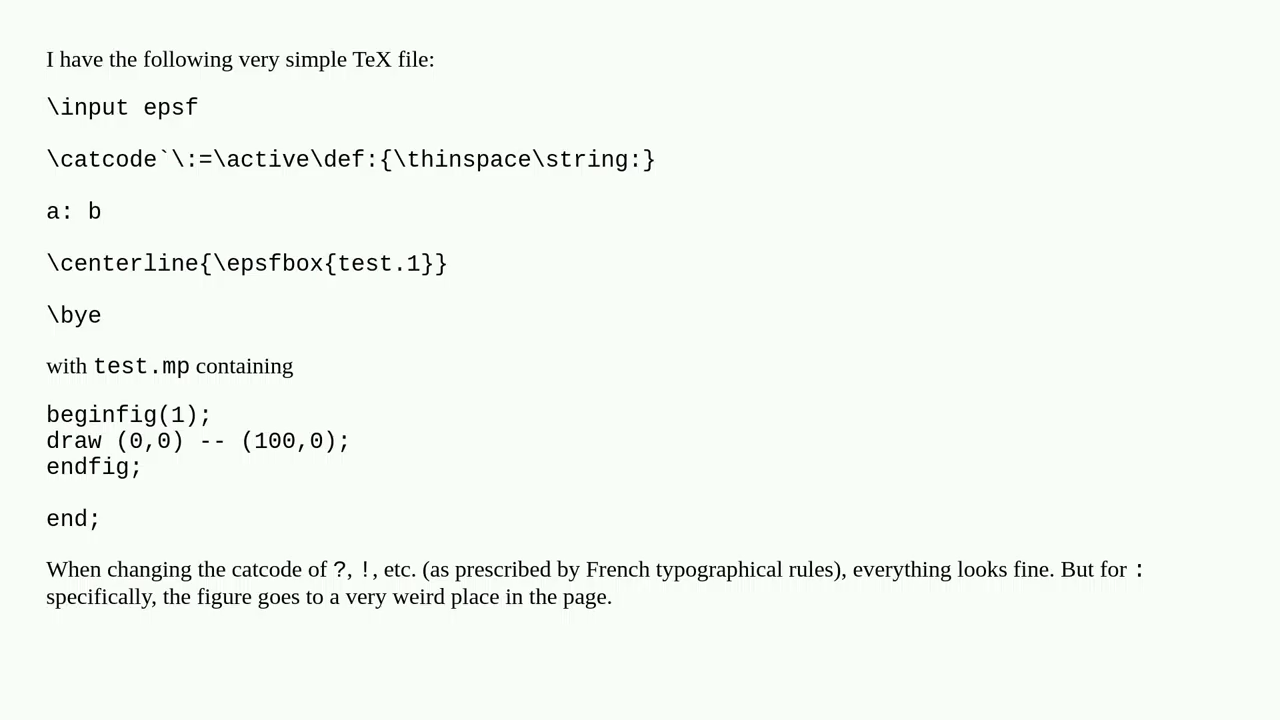 I have the following very simple TeX file:
\input epsf
\catcode`\:=\active\def:{\thinspace\string:}
a: b
\centerline{\epsfbox{test.1}}
\bye
with test.mp containing
beginfig(1);
draw (0,0) -- (100,0);
endfig;
end;
When changing the catcode of ?, !, etc. (as prescribed by French typographical rules), everything looks fine. But for :
specifically, the figure goes to a very weird place in the page.